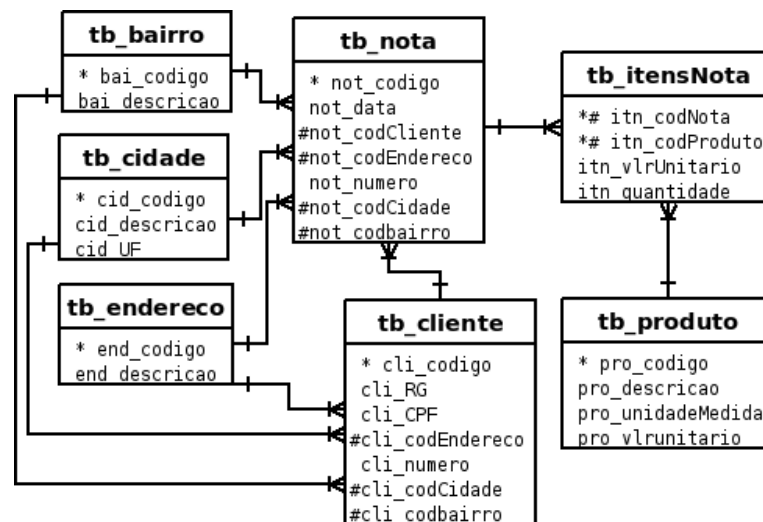 tb_bairro
* bai_codigo
bai_descricao
tb_cidade
* cid_codigo
cid_descricao
cid_UF
tb_endereco
* end_codigo
end_descricao
tb_nota
* not_codigo
not_data
#not_codCliente
#not_codEndereco
not_numero
#not_codCidade
#not_codbairro
tb_cliente
* cli_codigo
cli_RG
cli_CPF
#cli_codEndereco
cli_numero
#cli_codCidade
#cli_codbairro
tb_itensNota
*# itn_codNota
*# itn_codProduto
itn_vlrUnitario
itn_quantidade
tb_produto
* pro_codigo
pro_descricao
pro_unidadeMedida
pro_vlrunitario